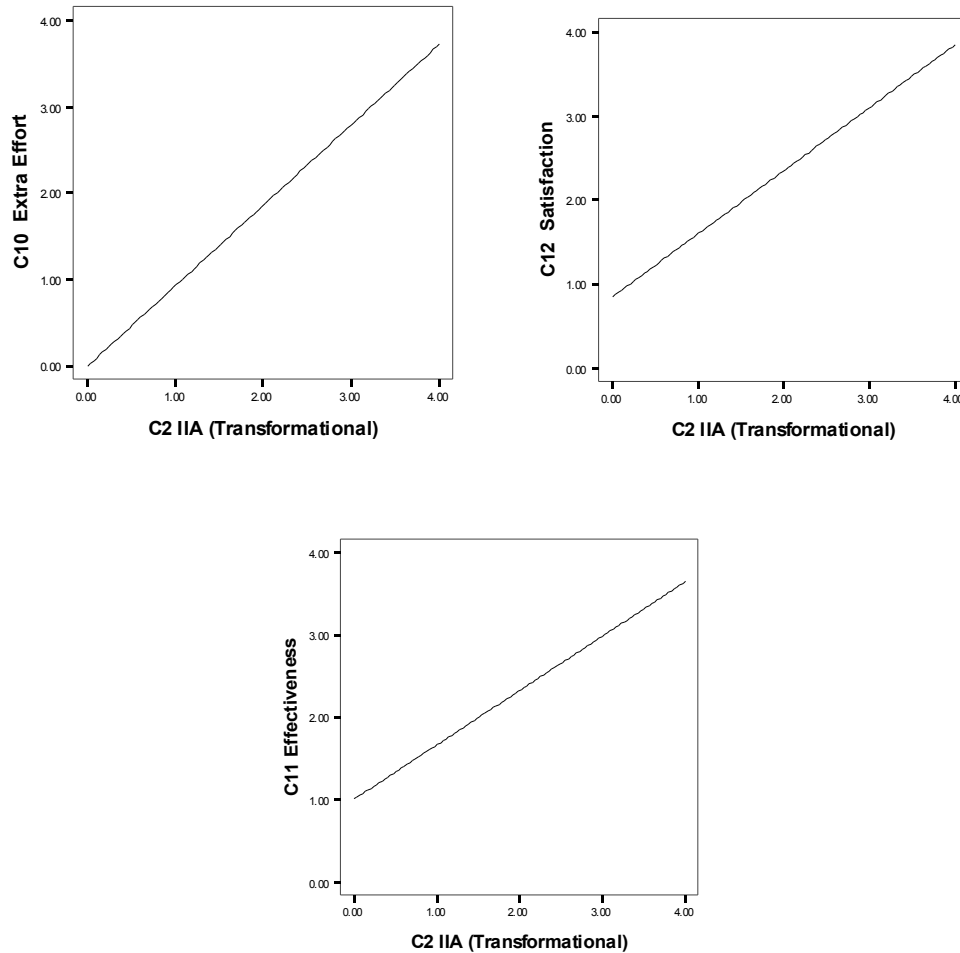 4.00
3.00
2.00
1.00
0.00
C10 Extra Effort
0.00 1.00 2.00 3.00 4.00
C2 IIA (Transformational)
4.00
3.00
2.00
1.00
0.00
C12 Satisfaction
0.00 1.00 2.00 3.00 4.00
C2 IIA (Transformational)
4.00
3.00
2.00
1.00
0.00
C11 Effectiveness
0.00 1.00 2.00 3.00 4.00
C2 IIA (Transformational)